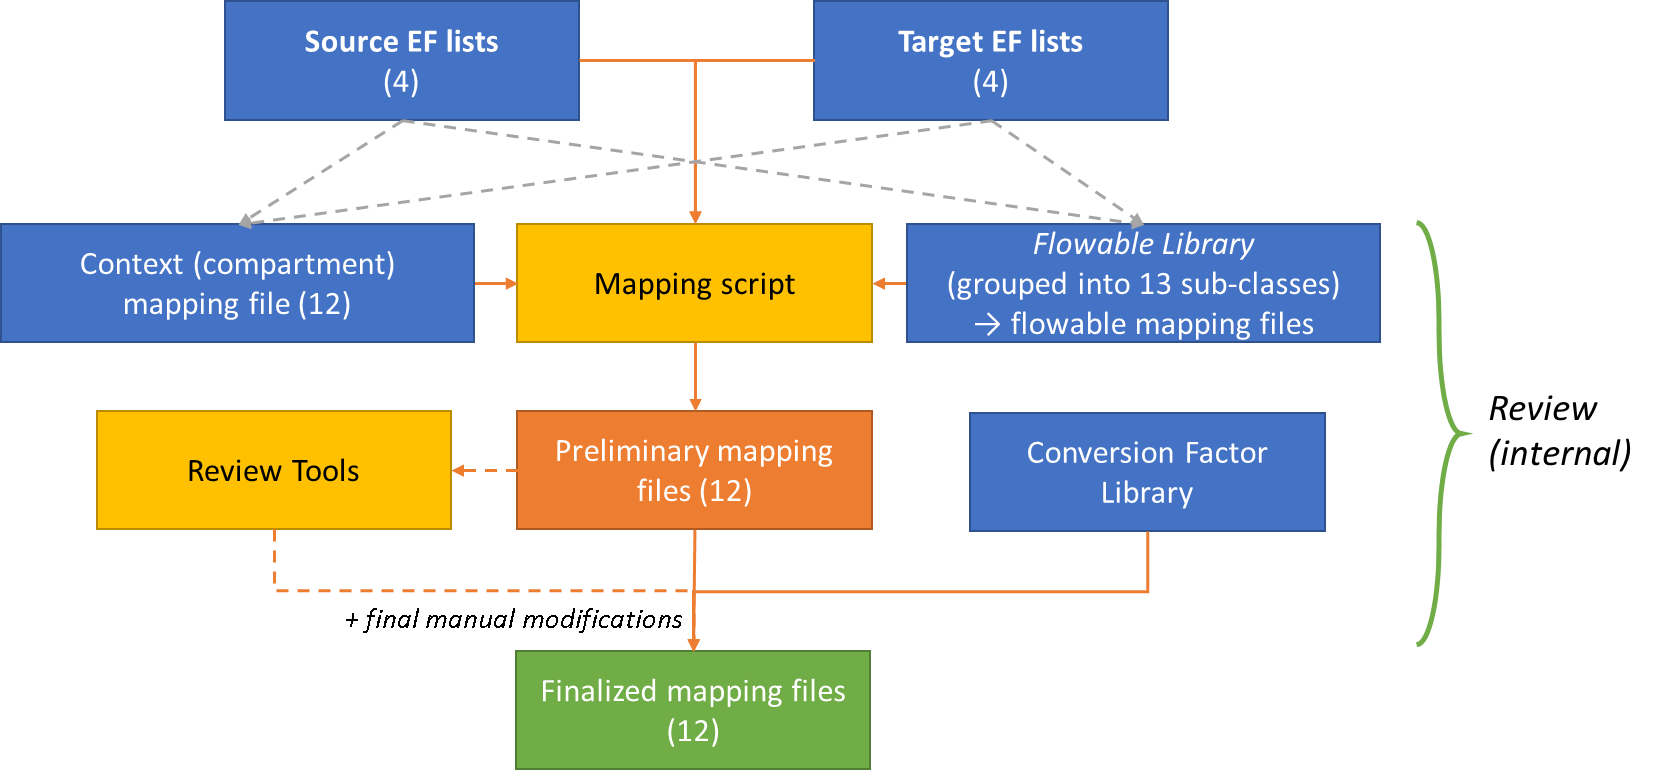 Source EF lists
(4)
Target EF lists
(4)
Context (compartment)
mapping file (12)
Mapping script
Flowable Library
(grouped into 13 sub-classes)
→ flowable mapping files
Review Tools
Preliminary mapping
files (12)
Conversion Factor
Library
Review
(internal)
+ final manual modifications
Finalized mapping files
(12)